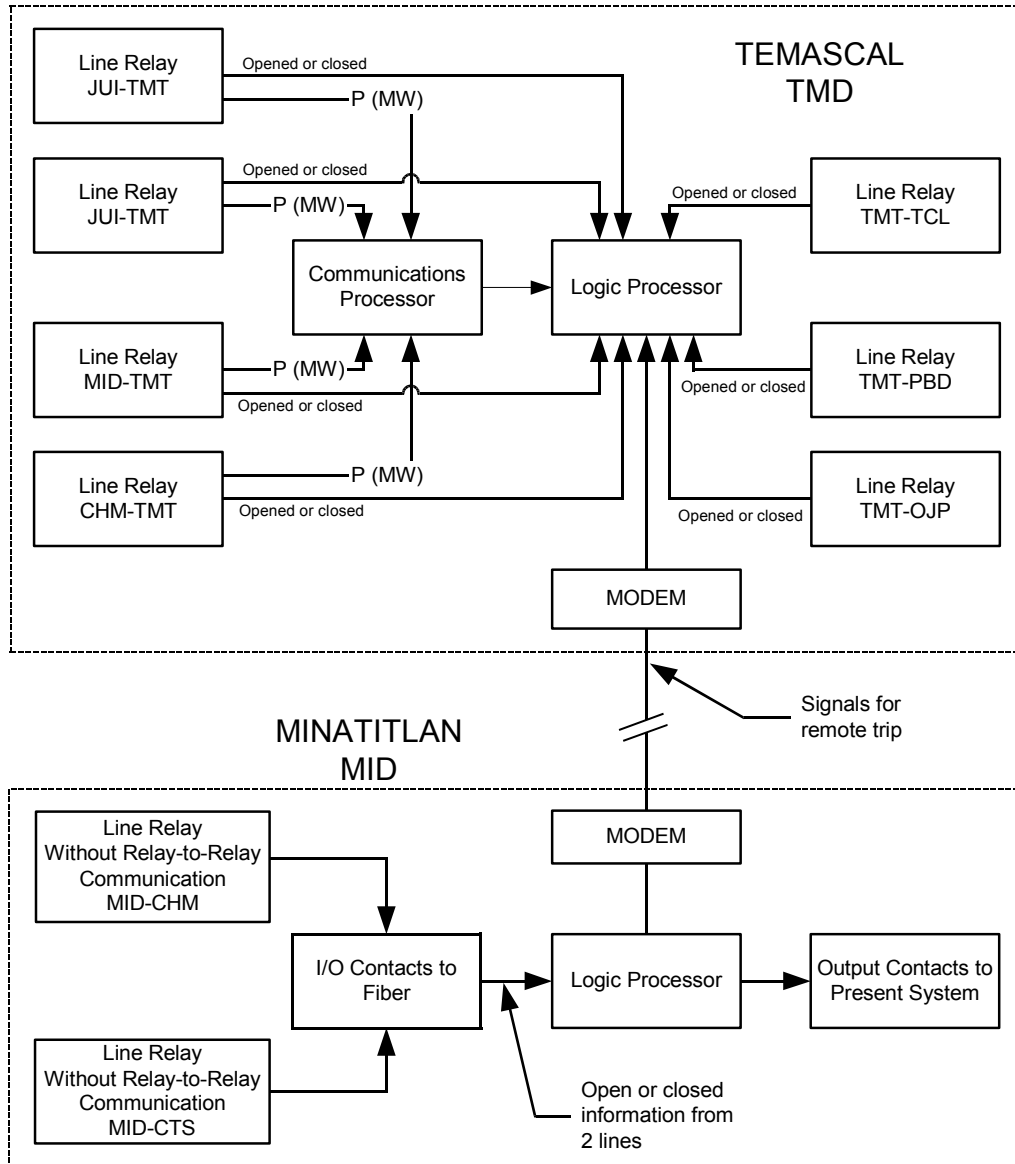 TEMASCAL
TMD
Line Relay
JUI-TMT
Opened or closed
P (MW)
Line Relay
JUI-TMT
Opened or closed
P (MW)
Opened or closed
Line Relay
TMT-TCL
Communications
Processor
Logic Processor
Line Relay
MID-TMT
P (MW)
Opened or closed
Line Relay
TMT-PBD
Opened or closed
Line Relay
CHM-TMT
P (MW)
Opened or closed
Line Relay
TMT-OJP
Opened or closed
MODEM
Signals for
remote trip
MINATITLAN
MID
MODEM
Line Relay
Without Relay-to-Relay
Communication
MID-CHM
I/O Contacts to
Fiber
Logic Processor
Output Contacts to
Present System
Line Relay
Without Relay-to-Relay
Communication
MID-CTS
Open or closed
information from
2 lines